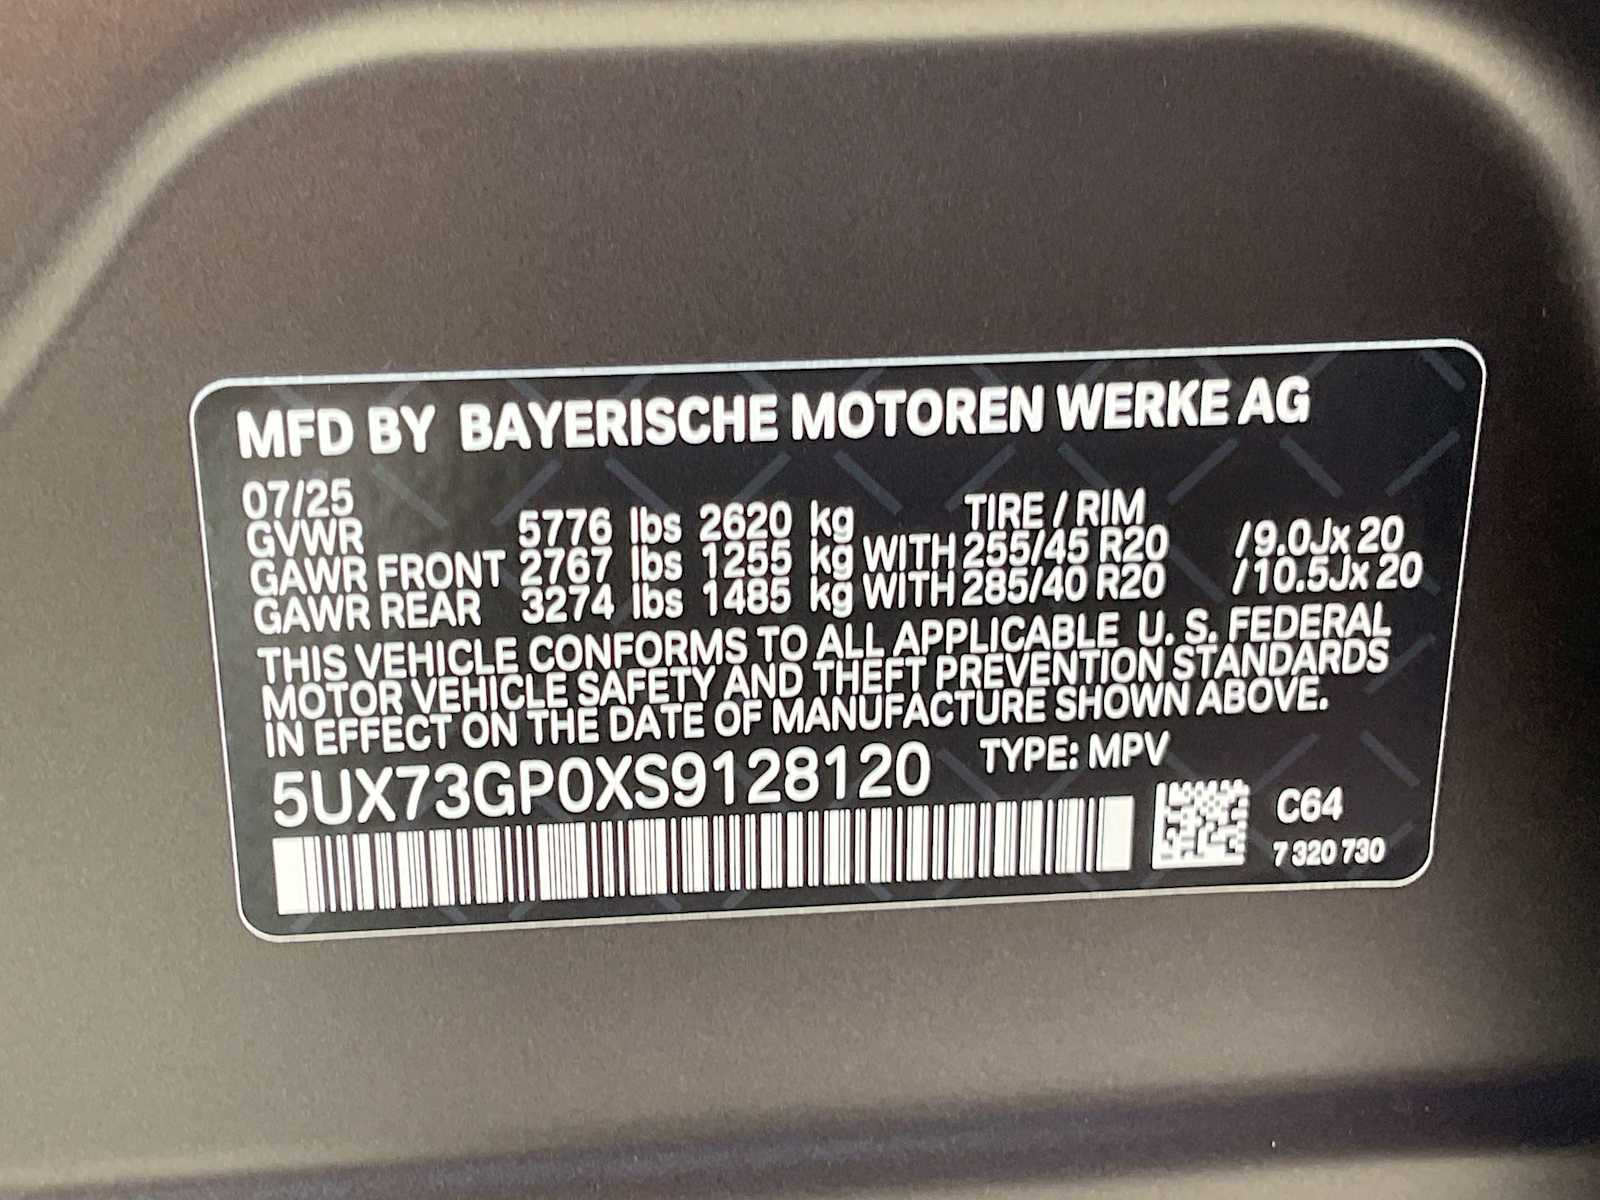 MFD BY BAYERISCHE MOTOREN WERKE AG
07/25 TIRE / RIM
GVWR 5776 lbs 2620 kg
GAWR FRONT 2767 lbs 1255 kg WITH 255/45 R20 /9.0Jx 20
GAWR REAR 3274 lbs 1485 kg WITH 285/40 R20 /10.5Jx 20
THIS VEHICLE CONFORMS TO ALL APPLICABLE U. S. FEDERAL
MOTOR VEHICLE SAFETY AND THEFT PREVENTION STANDARDS
IN EFFECT ON THE DATE OF MANUFACTURE SHOWN ABOVE.
5UX73GP0XS9128120 TYPE: MPV
C64
7 320 730